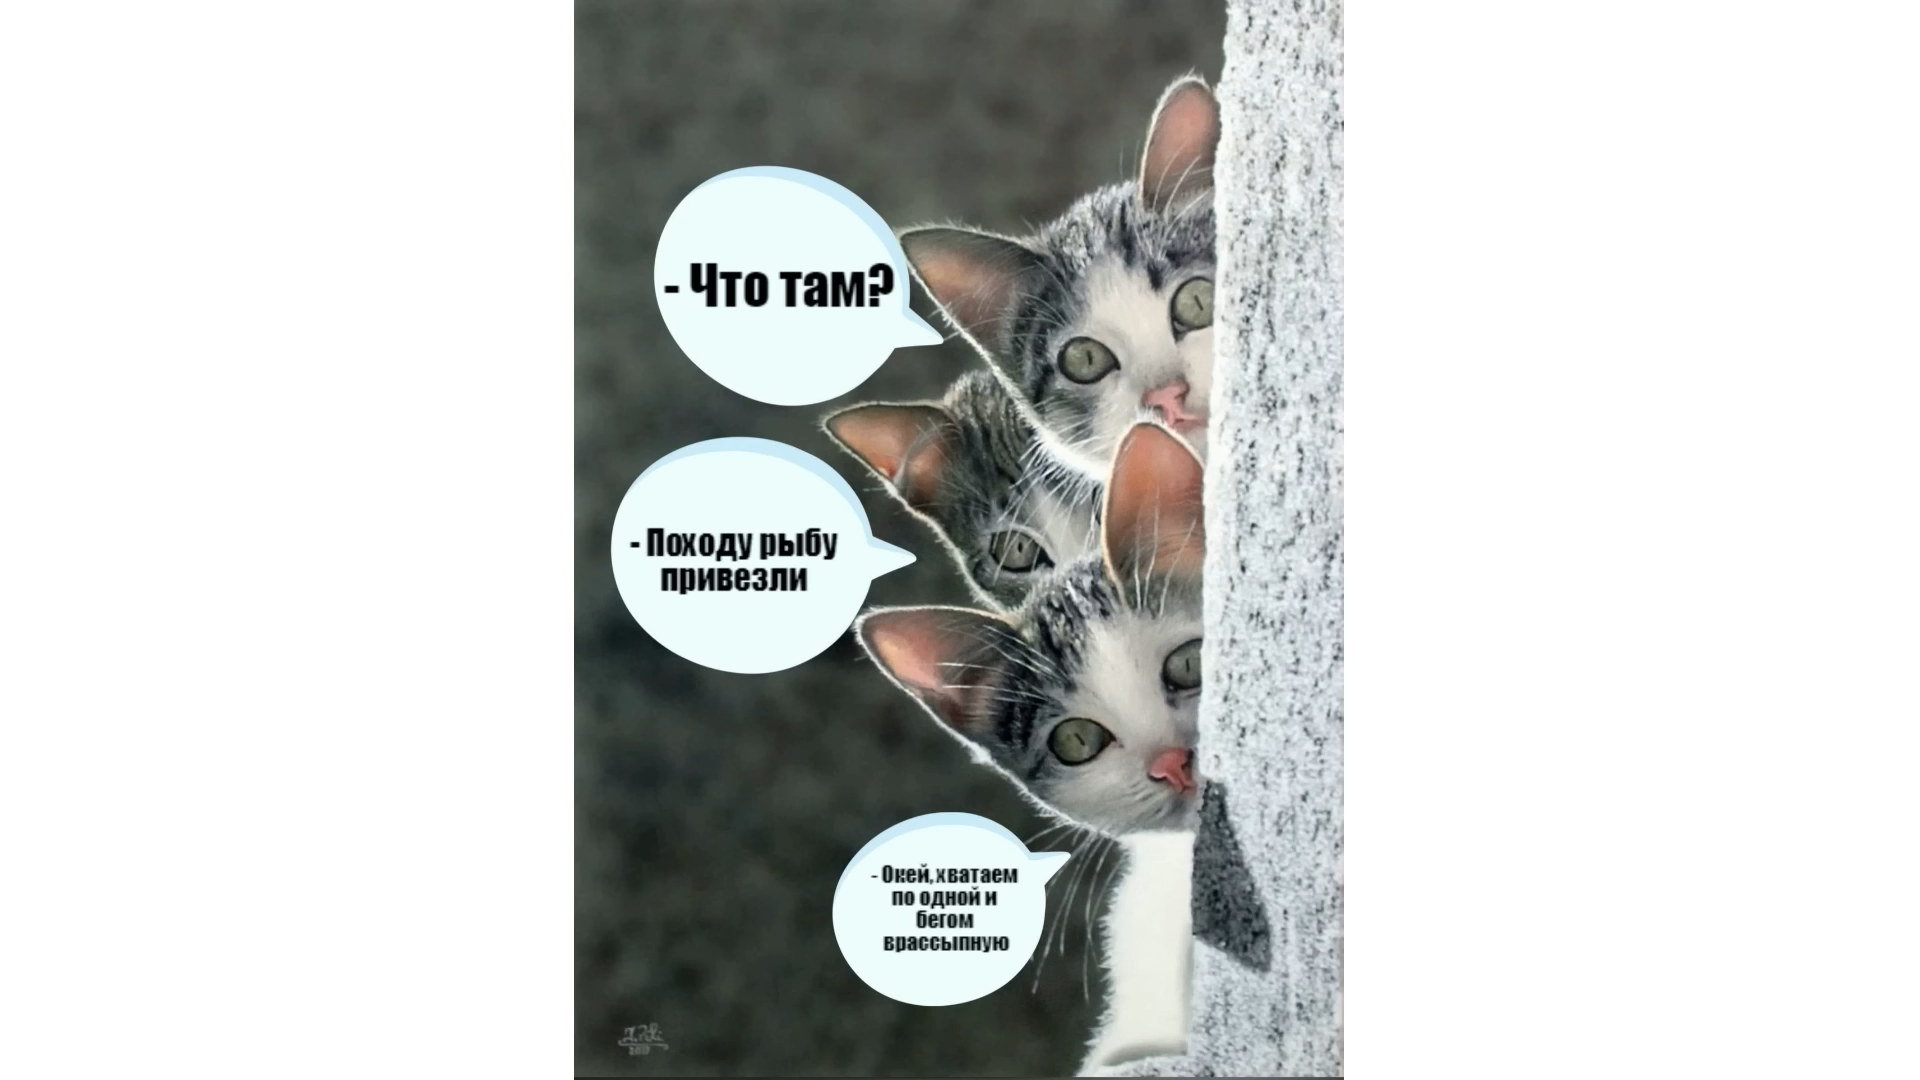 - Что там?
- Походу рыбу
привезли
- Окей,хватаем
по одной и
бегом
врассыпную